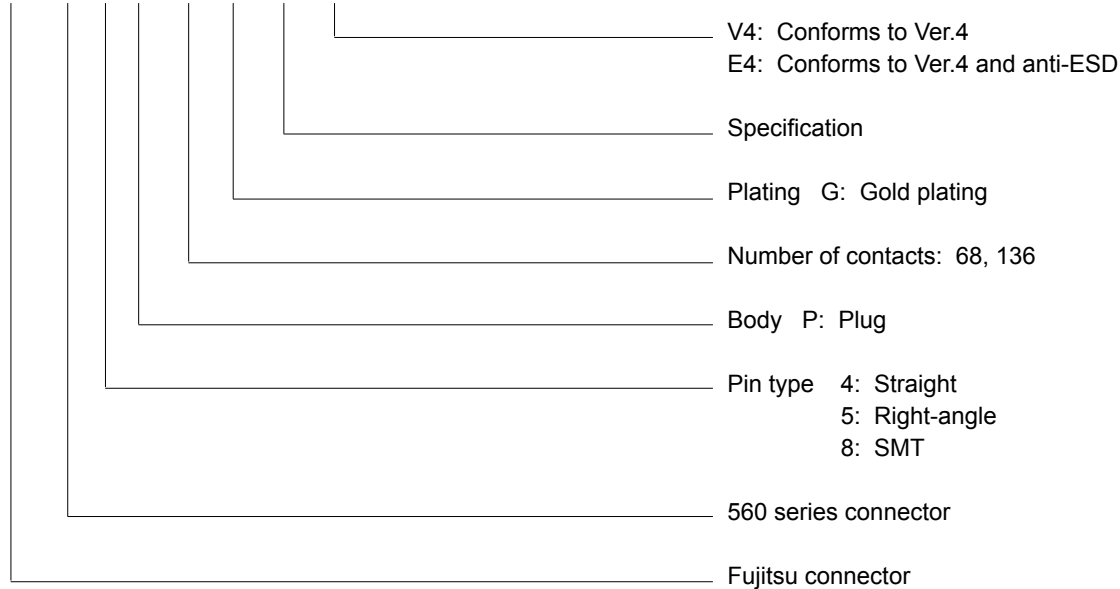 V4: Conforms to Ver.4
E4: Conforms to Ver.4 and anti-ESD
Specification
Plating G: Gold plating
Number of contacts: 68, 136
Body P: Plug
Pin type 4: Straight
5: Right-angle
8: SMT
560 series connector
Fujitsu connector